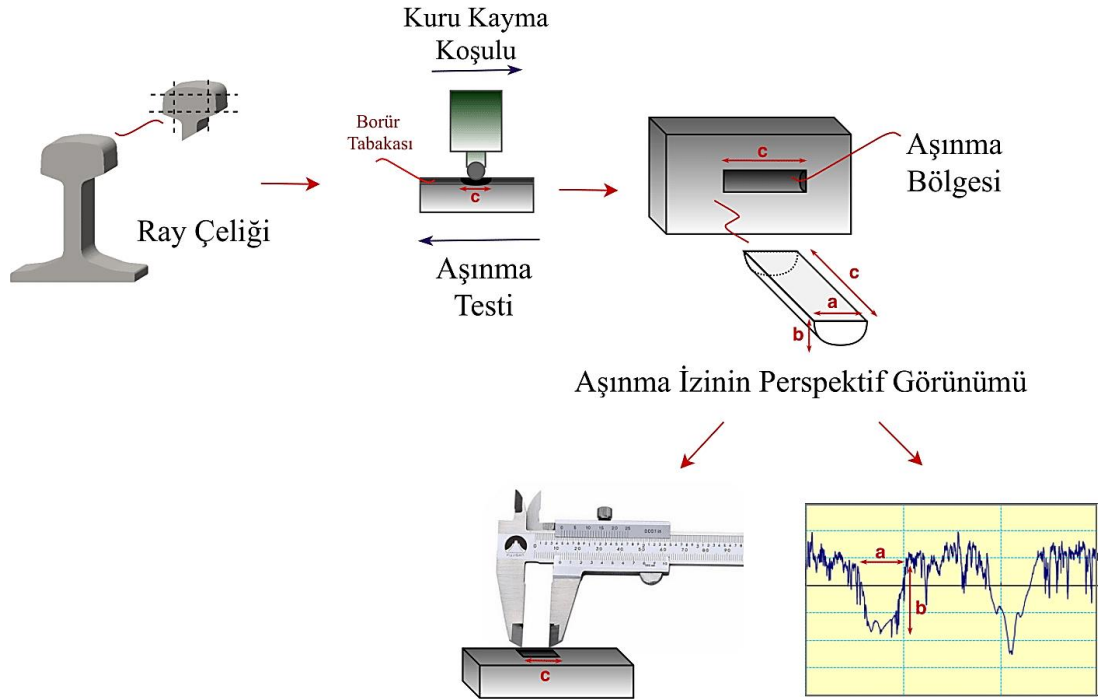 Kuru Kayma
Koşulu
Borür
Tabakası
c
Ray Çeliği
Aşınma
Testi
c
Aşınma
Bölgesi
c
a
b
Aşınma İzinin Perspektif Görünümü
c
a
b